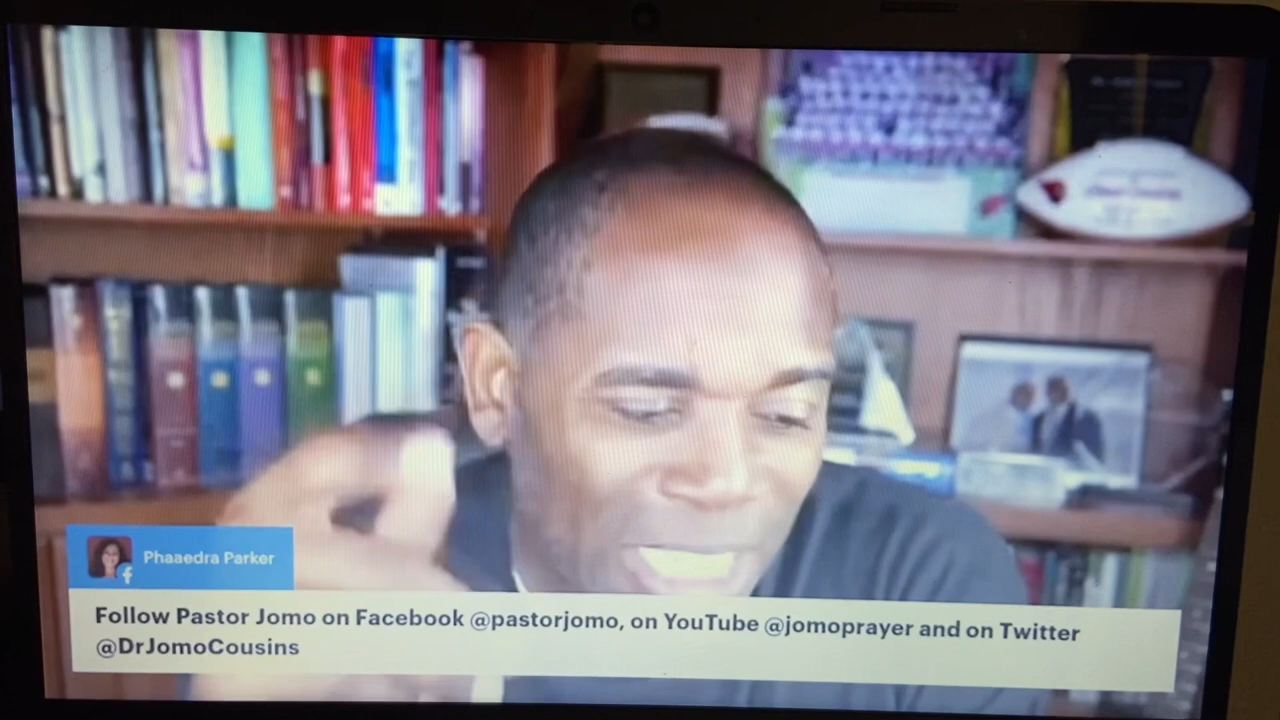 Phaaedra Parker
Follow Pastor Jomo on Facebook @pastorjomo, on YouTube @jomoprayer and on Twitter
@DrJomoCousins